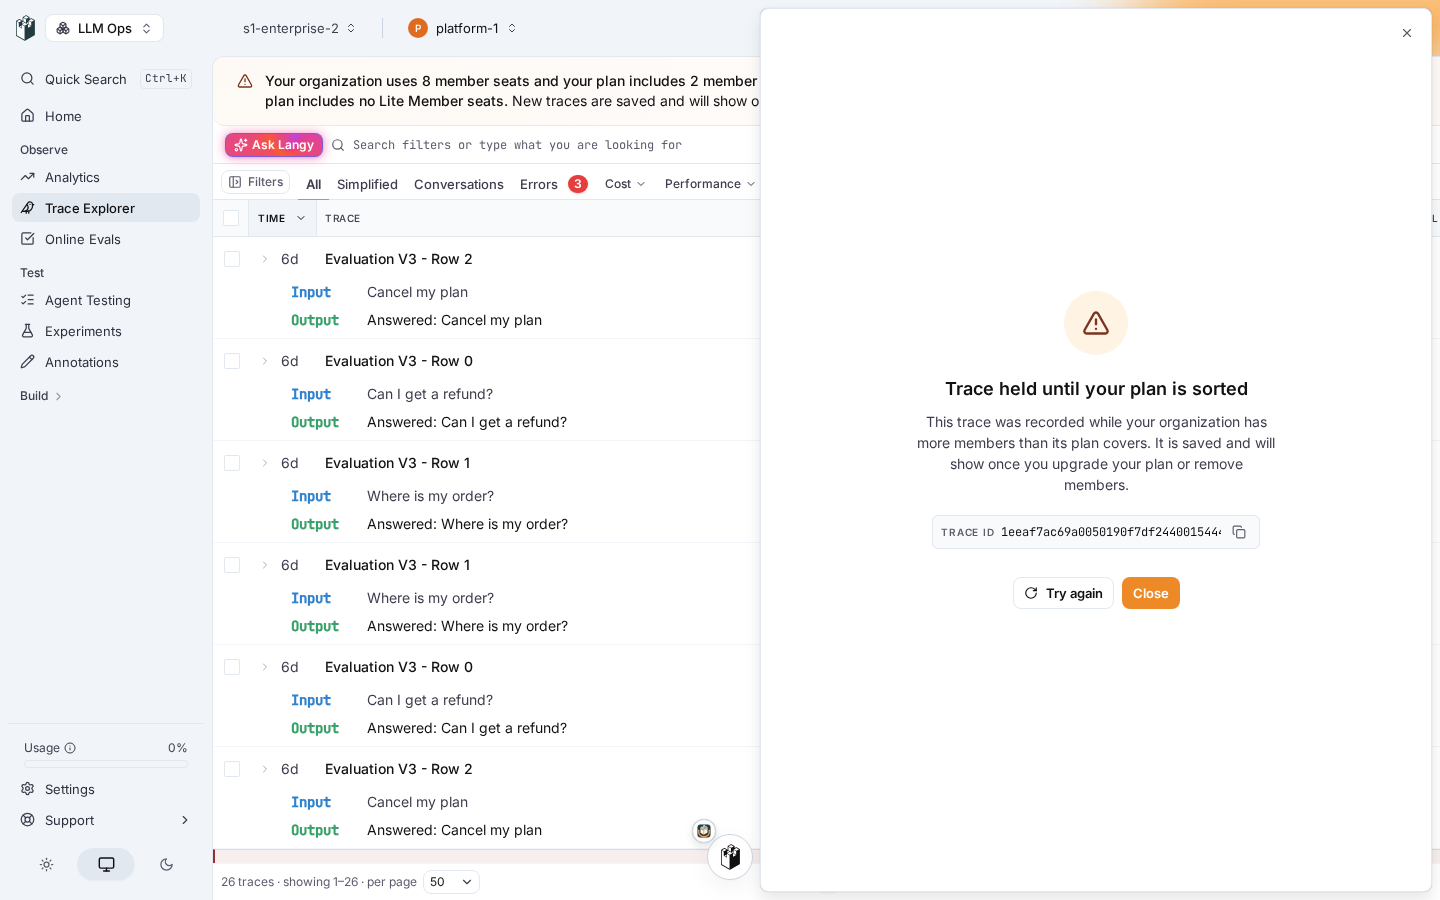 LLM Ops
s1-enterprise-2
P
platform-1
Quick Search
Ctrl+K
Home
Observe
Analytics
Trace Explorer
Online Evals
Test
Agent Testing
Experiments
Annotations
Build
Usage
0%
Settings
Support
Your organization uses 8 member seats and your plan includes 2 member
plan includes no Lite Member seats. New traces are saved and will show o
Ask Langy
Search filters or type what you are looking for
Filters
All
Simplified
Conversations
Errors
3
Cost
Performance
TIME
TRACE
L
6d
Evaluation V3 - Row 2
Input
Cancel my plan
Output
Answered: Cancel my plan
6d
Evaluation V3 - Row 0
Input
Can I get a refund?
Output
Answered: Can I get a refund?
6d
Evaluation V3 - Row 1
Input
Where is my order?
Output
Answered: Where is my order?
6d
Evaluation V3 - Row 1
Input
Where is my order?
Output
Answered: Where is my order?
6d
Evaluation V3 - Row 0
Input
Can I get a refund?
Output
Answered: Can I get a refund?
6d
Evaluation V3 - Row 2
Input
Cancel my plan
Output
Answered: Cancel my plan
26 traces · showing 1–26 · per page
50
Trace held until your plan is sorted
This trace was recorded while your organization has
more members than its plan covers. It is saved and will
show once you upgrade your plan or remove
members.
TRACE ID
1eeaf7ac69a0050190f7df2440015444
Try again
Close